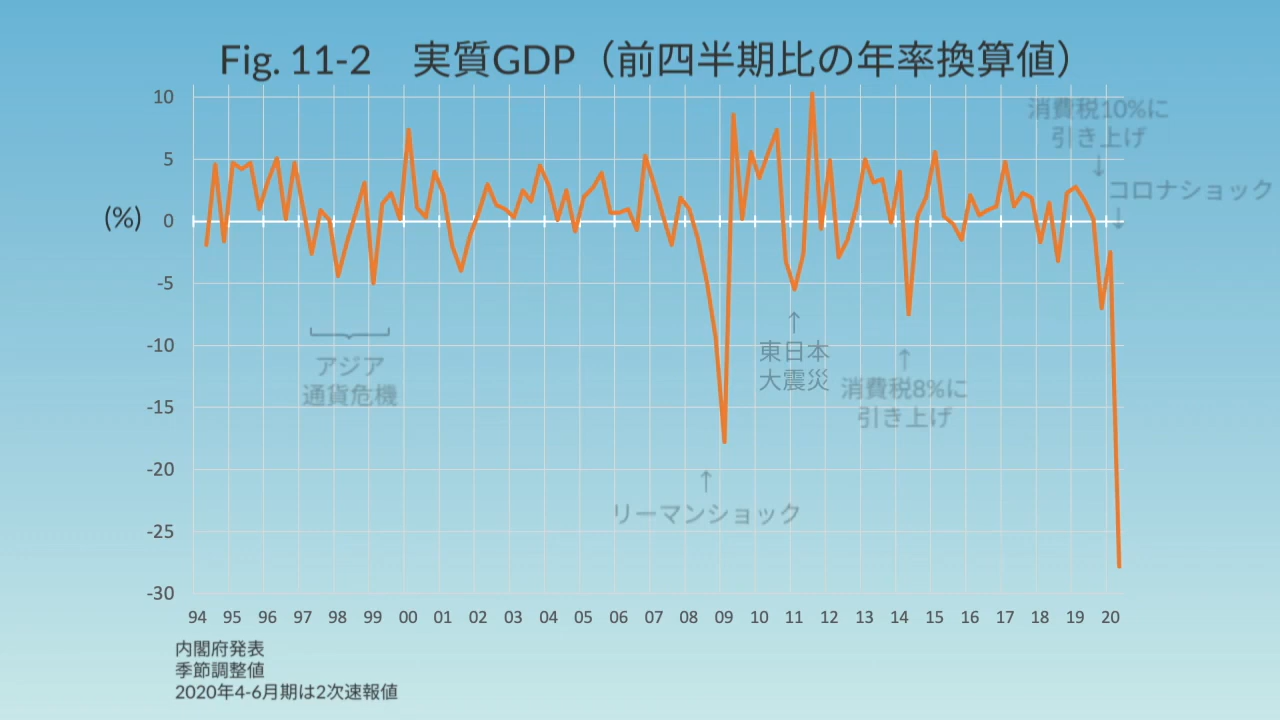 Fig. 11-2　実質GDP（前四半期比の年率換算値）
10
5
(%)
0
-5
-10
-15
-20
-25
-30
消費税10%に
引き上げ
↓
コロナショック
↓
アジア
通貨危機
↑
東日本
大震災
↑
消費税8%に
引き上げ
↑
リーマンショック
94 95 96 97 98 99 00 01 02 03 04 05 06 07 08 09 10 11 12 13 14 15 16 17 18 19 20
内閣府発表
季節調整値
2020年4-6月期は2次速報値